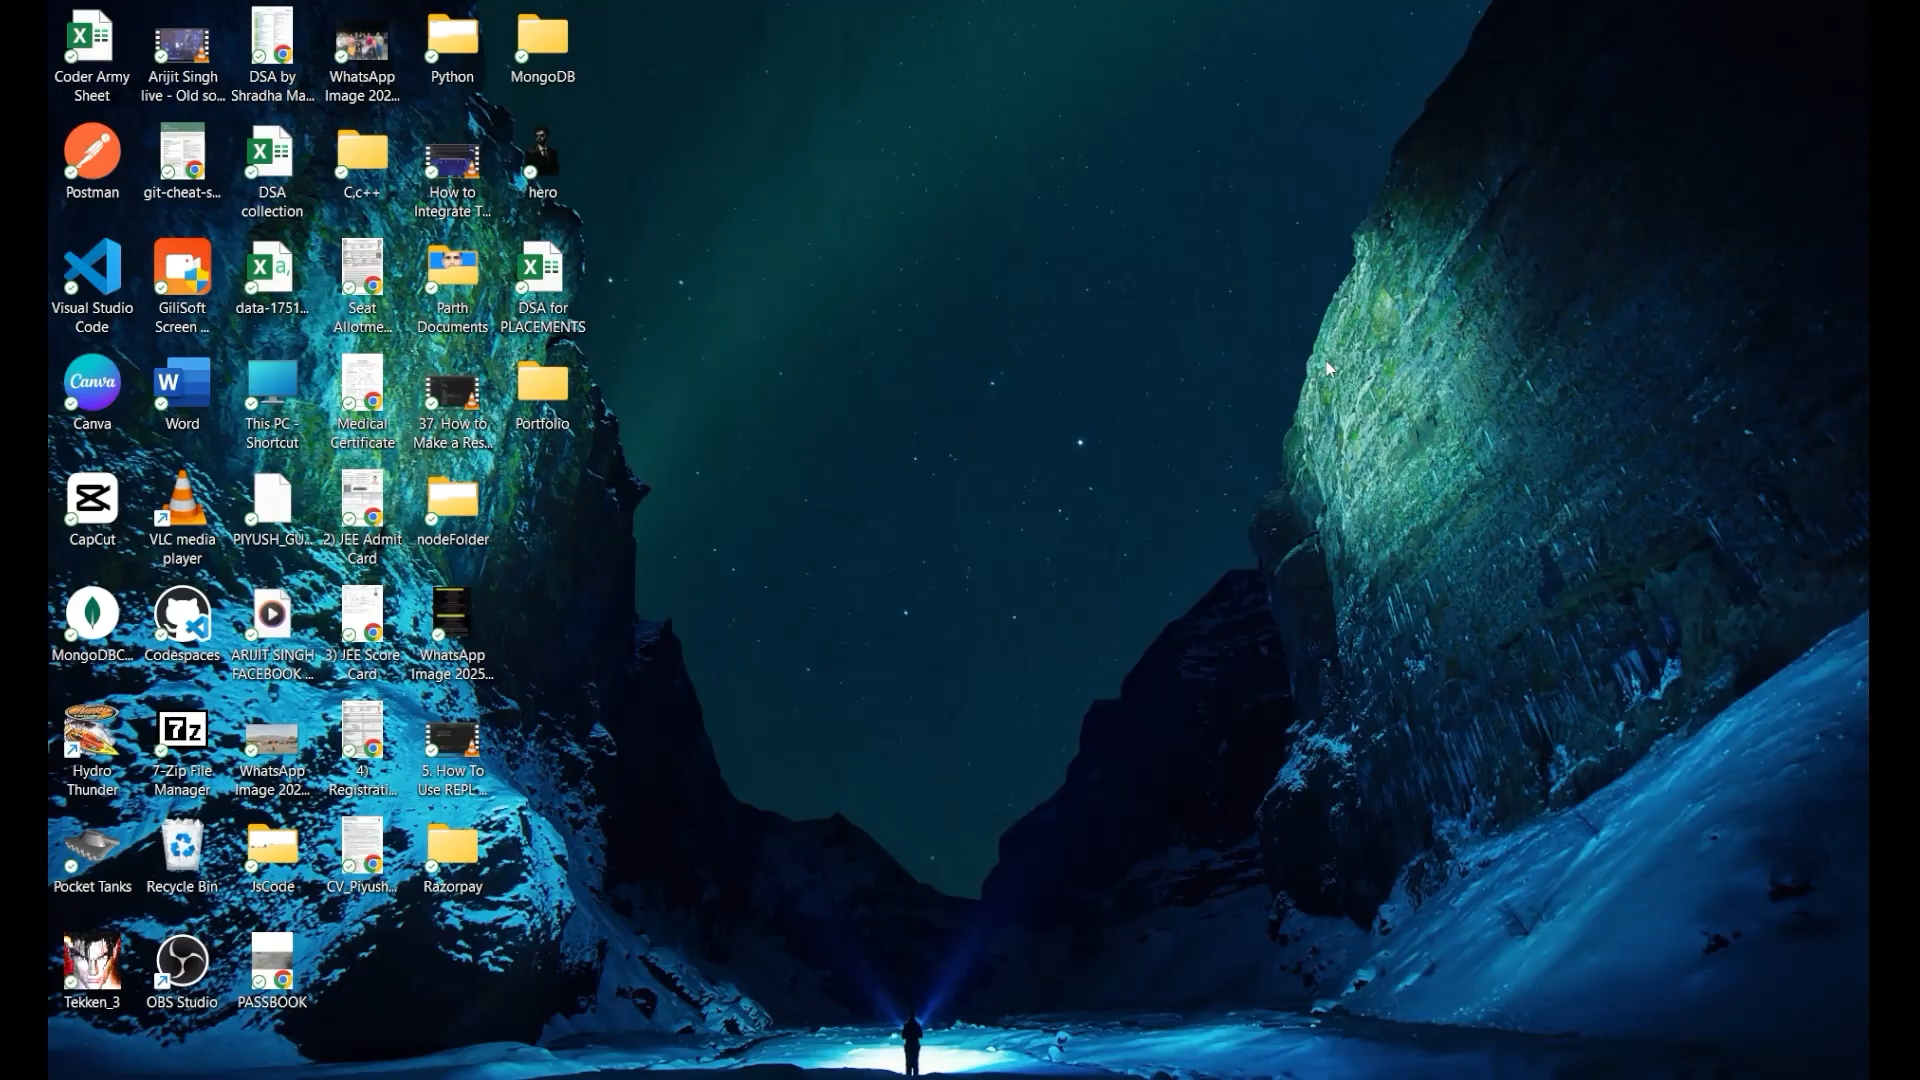 Coder Army
Sheet
Arijit Singh
live - Old so...
DSA by
Shradha Ma...
WhatsApp
Image 202...
Python
MongoDB
Postman
git-cheat-s...
DSA
collection
C,c++
How to
Integrate T...
hero
Visual Studio
Code
GiliSoft
Screen ...
data-1751...
Seat
Allotme...
Parth
Documents
DSA for
PLACEMENTS
Canva
Canva
Word
This PC -
Shortcut
Medical
Certificate
37. How to
Make a Res...
Portfolio
CapCut
VLC media
player
PIYUSH_GU...
2) JEE Admit
Card
nodeFolder
MongoDBC...
Codespaces
ARIJIT SINGH
FACEBOOK ...
3) JEE Score
Card
WhatsApp
Image 2025...
Hydro
Thunder
7z
7-Zip File
Manager
WhatsApp
Image 202...
4)
Registrati...
5. How To
Use REPL ...
Pocket Tanks
Recycle Bin
JsCode
CV_Piyush...
Razorpay
Tekken_3
OBS Studio
PASSBOOK